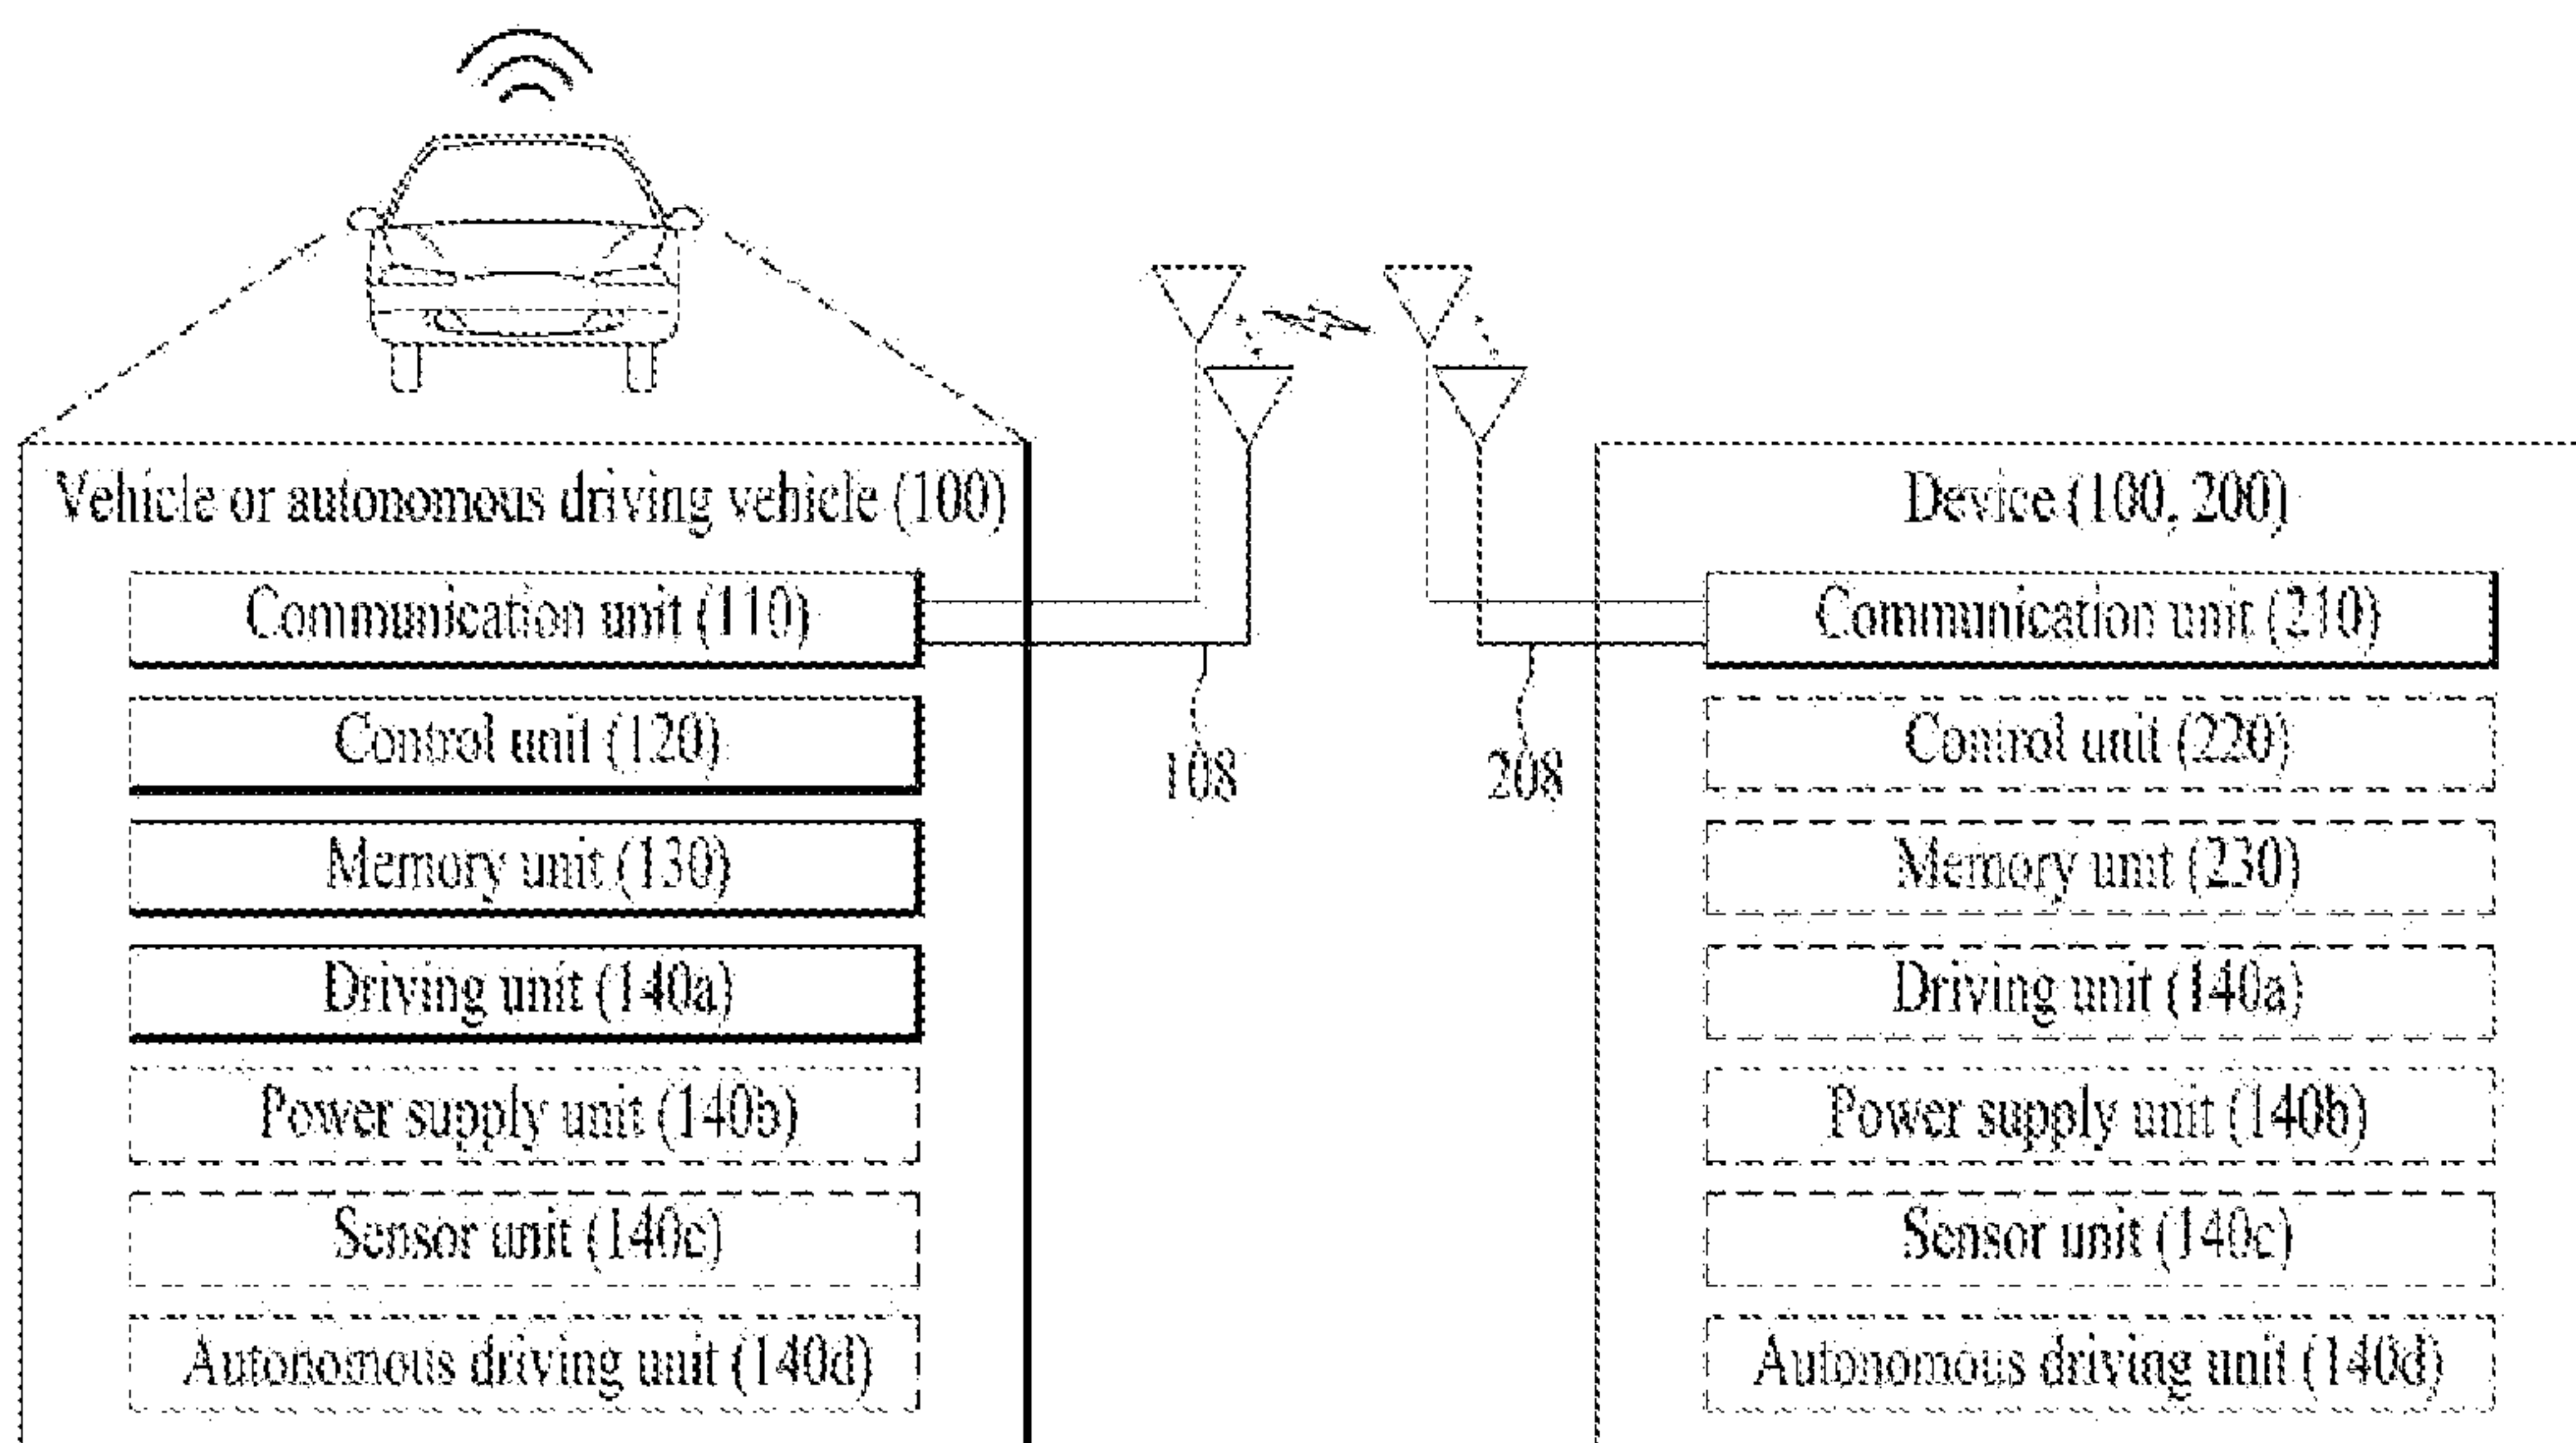 Vehicle or autonomous driving vehicle (100)
Communication unit (110)
Control unit (120)
Memory unit (130)
Driving unit (140a)
Power supply unit (140b)
Sensor unit (140c)
Autonomous driving unit (140d)
108
208
Device (100, 200)
Communication unit (210)
Control unit (220)
Memory unit (230)
Driving unit (140a)
Power supply unit (140b)
Sensor unit (140c)
Autonomous driving unit (140d)